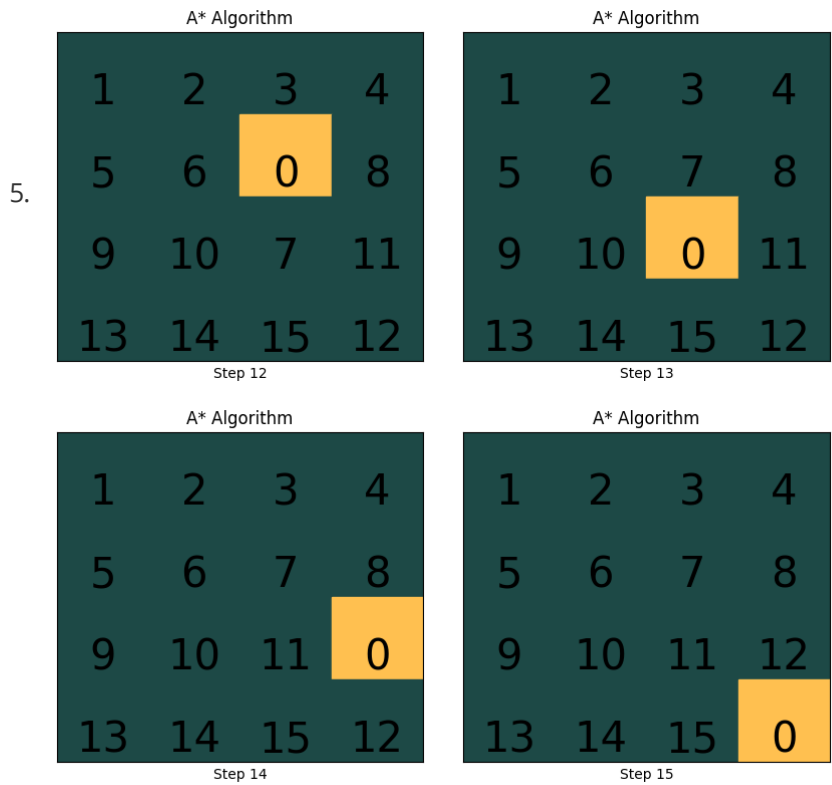 5.
A* Algorithm
1 2 3 4
5 6 0 8
9 10 7 11
13 14 15 12
Step 12
A* Algorithm
1 2 3 4
5 6 7 8
9 10 0 11
13 14 15 12
Step 13
A* Algorithm
1 2 3 4
5 6 7 8
9 10 11 0
13 14 15 12
Step 14
A* Algorithm
1 2 3 4
5 6 7 8
9 10 11 12
13 14 15 0
Step 15